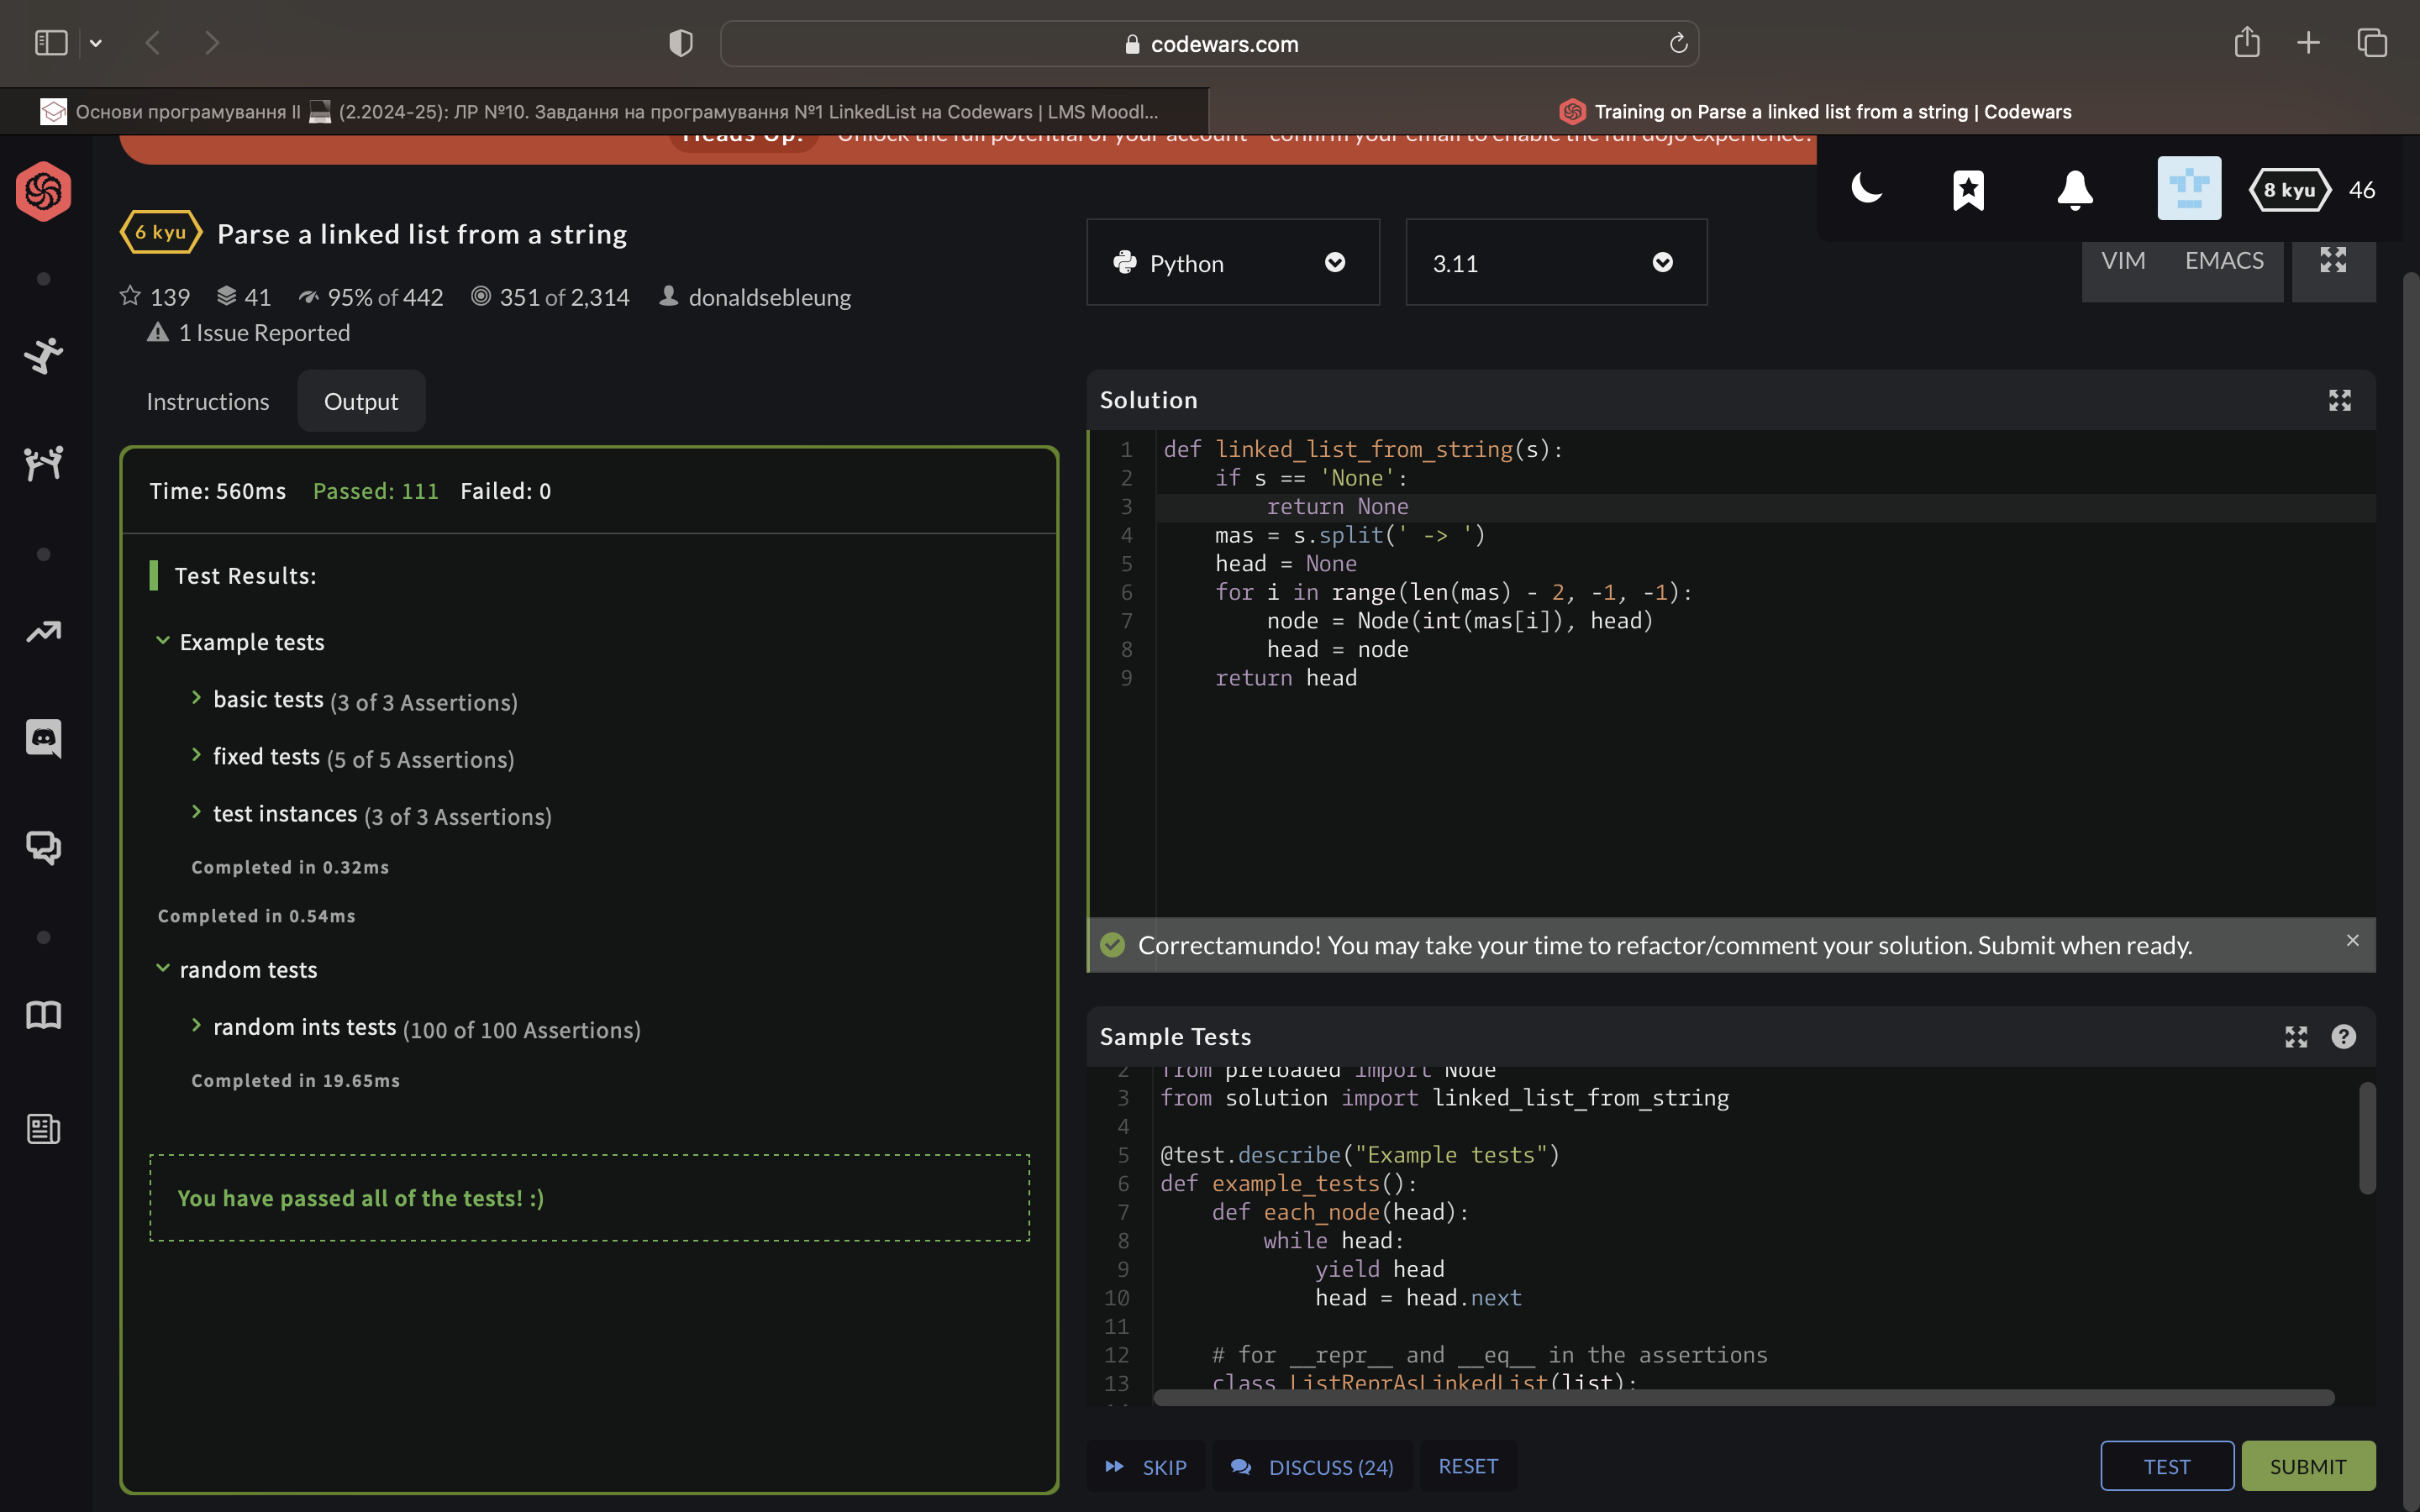 codewars.com
Основи програмування ІІ 💻 (2.2024-25): ЛР №10. Завдання на програмування №1 LinkedList на Codewars | LMS Moodl...
Training on Parse a linked list from a string | Codewars
Heads Up! Unlock the full potential of your account - confirm your email to enable the full dojo experience.
8 kyu 46
6 kyu Parse a linked list from a string
139 41 95% of 442 351 of 2,314 donaldsebleung
1 Issue Reported
Python
3.11
VIM EMACS
Instructions Output
Time: 560ms Passed: 111 Failed: 0
Test Results:
Example tests
basic tests (3 of 3 Assertions)
fixed tests (5 of 5 Assertions)
test instances (3 of 3 Assertions)
Completed in 0.32ms
Completed in 0.54ms
random tests
random ints tests (100 of 100 Assertions)
Completed in 19.65ms
You have passed all of the tests! :)
Solution
1 def linked_list_from_string(s):
2     if s == 'None':
3         return None
4     mas = s.split(' -> ')
5     head = None
6     for i in range(len(mas) - 2, -1, -1):
7         node = Node(int(mas[i]), head)
8         head = node
9     return head
Correctamundo! You may take your time to refactor/comment your solution. Submit when ready.
Sample Tests
2 from preloaded import Node
3 from solution import linked_list_from_string
4
5 @test.describe("Example tests")
6 def example_tests():
7     def each_node(head):
8         while head:
9             yield head
10             head = head.next
11
12     # for __repr__ and __eq__ in the assertions
13     class ListReprAsLinkedList(list):
SKIP DISCUSS (24) RESET
TEST SUBMIT